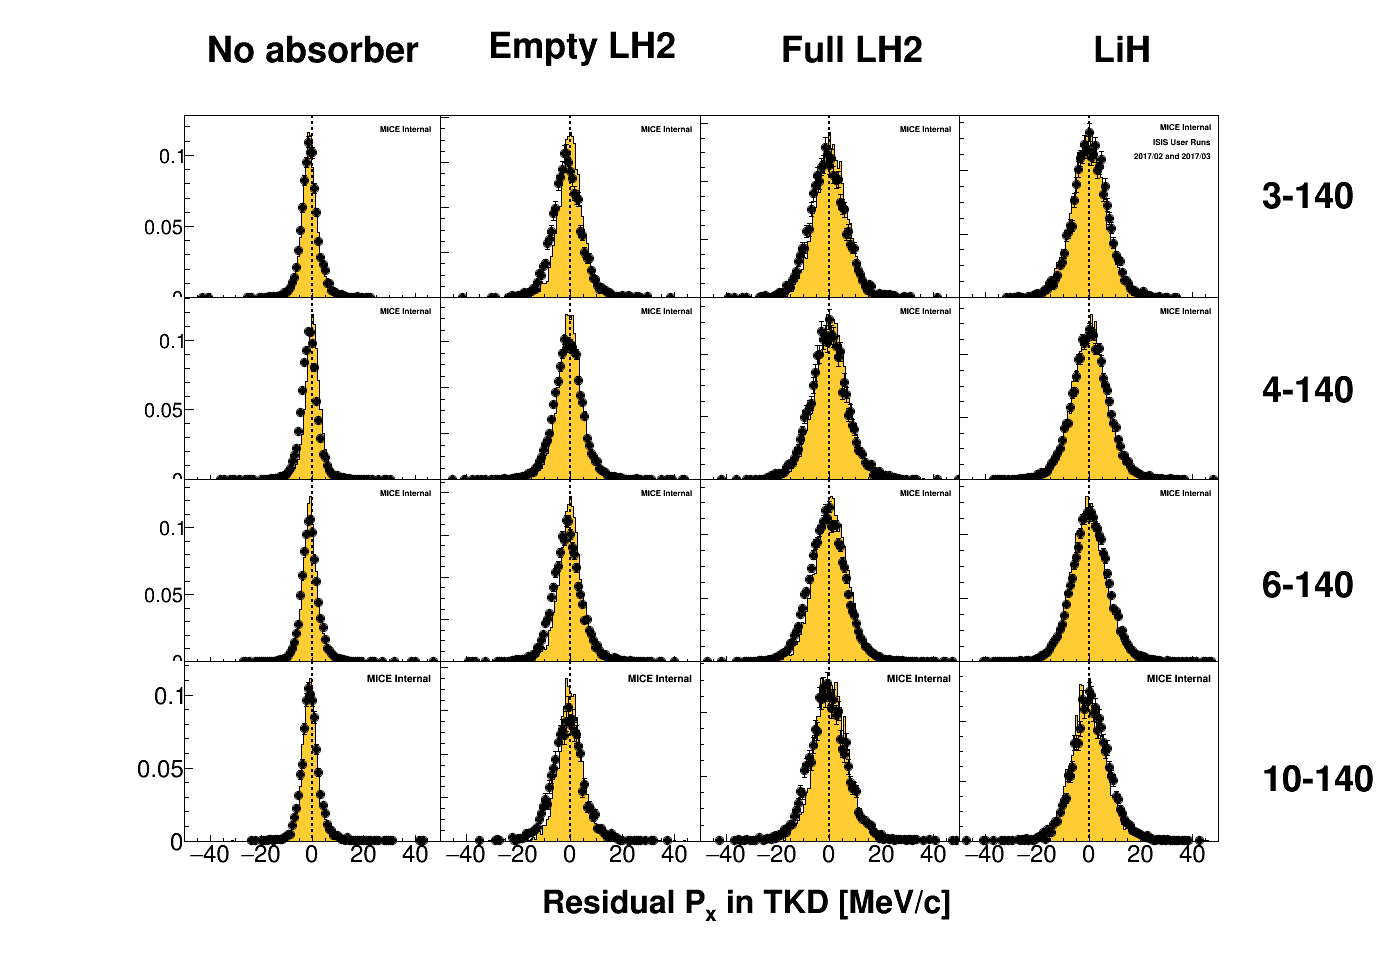 No absorber Empty LH2 Full LH2 LiH
MICE Internal MICE Internal MICE Internal MICE Internal
ISIS User Runs
2017/02 and 2017/03
0.1
3-140
0.05
0
MICE Internal MICE Internal MICE Internal MICE Internal
0.1
4-140
0.05
0
MICE Internal MICE Internal MICE Internal MICE Internal
0.1
6-140
0.05
0
MICE Internal MICE Internal MICE Internal MICE Internal
0.1
0.05
10-140
0
−40 −20 0 20 40 −40 −20 0 20 40 −40 −20 0 20 40 −40 −20 0 20 40
Residual Px in TKD [MeV/c]